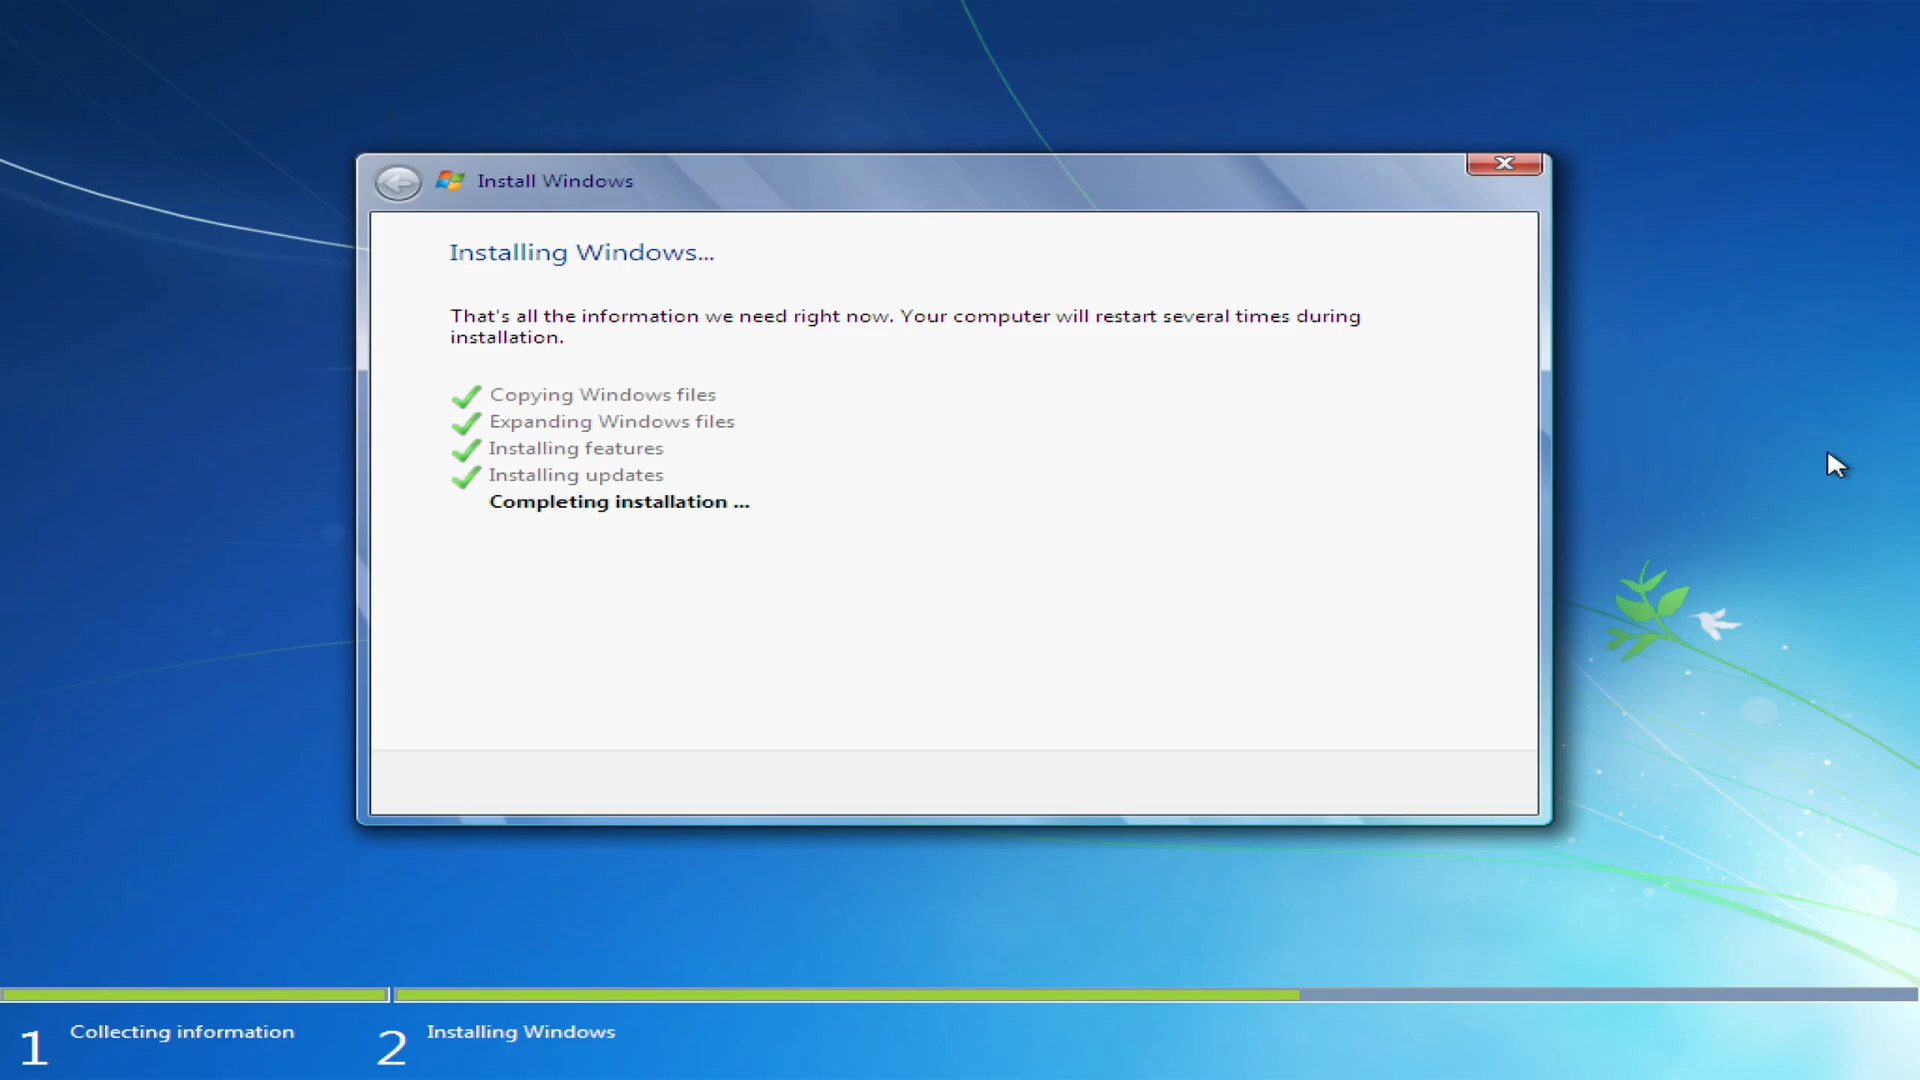 Install Windows
Installing Windows...
That's all the information we need right now. Your computer will restart several times during
installation.
Copying Windows files
Expanding Windows files
Installing features
Installing updates
Completing installation ...
1 Collecting information
2 Installing Windows